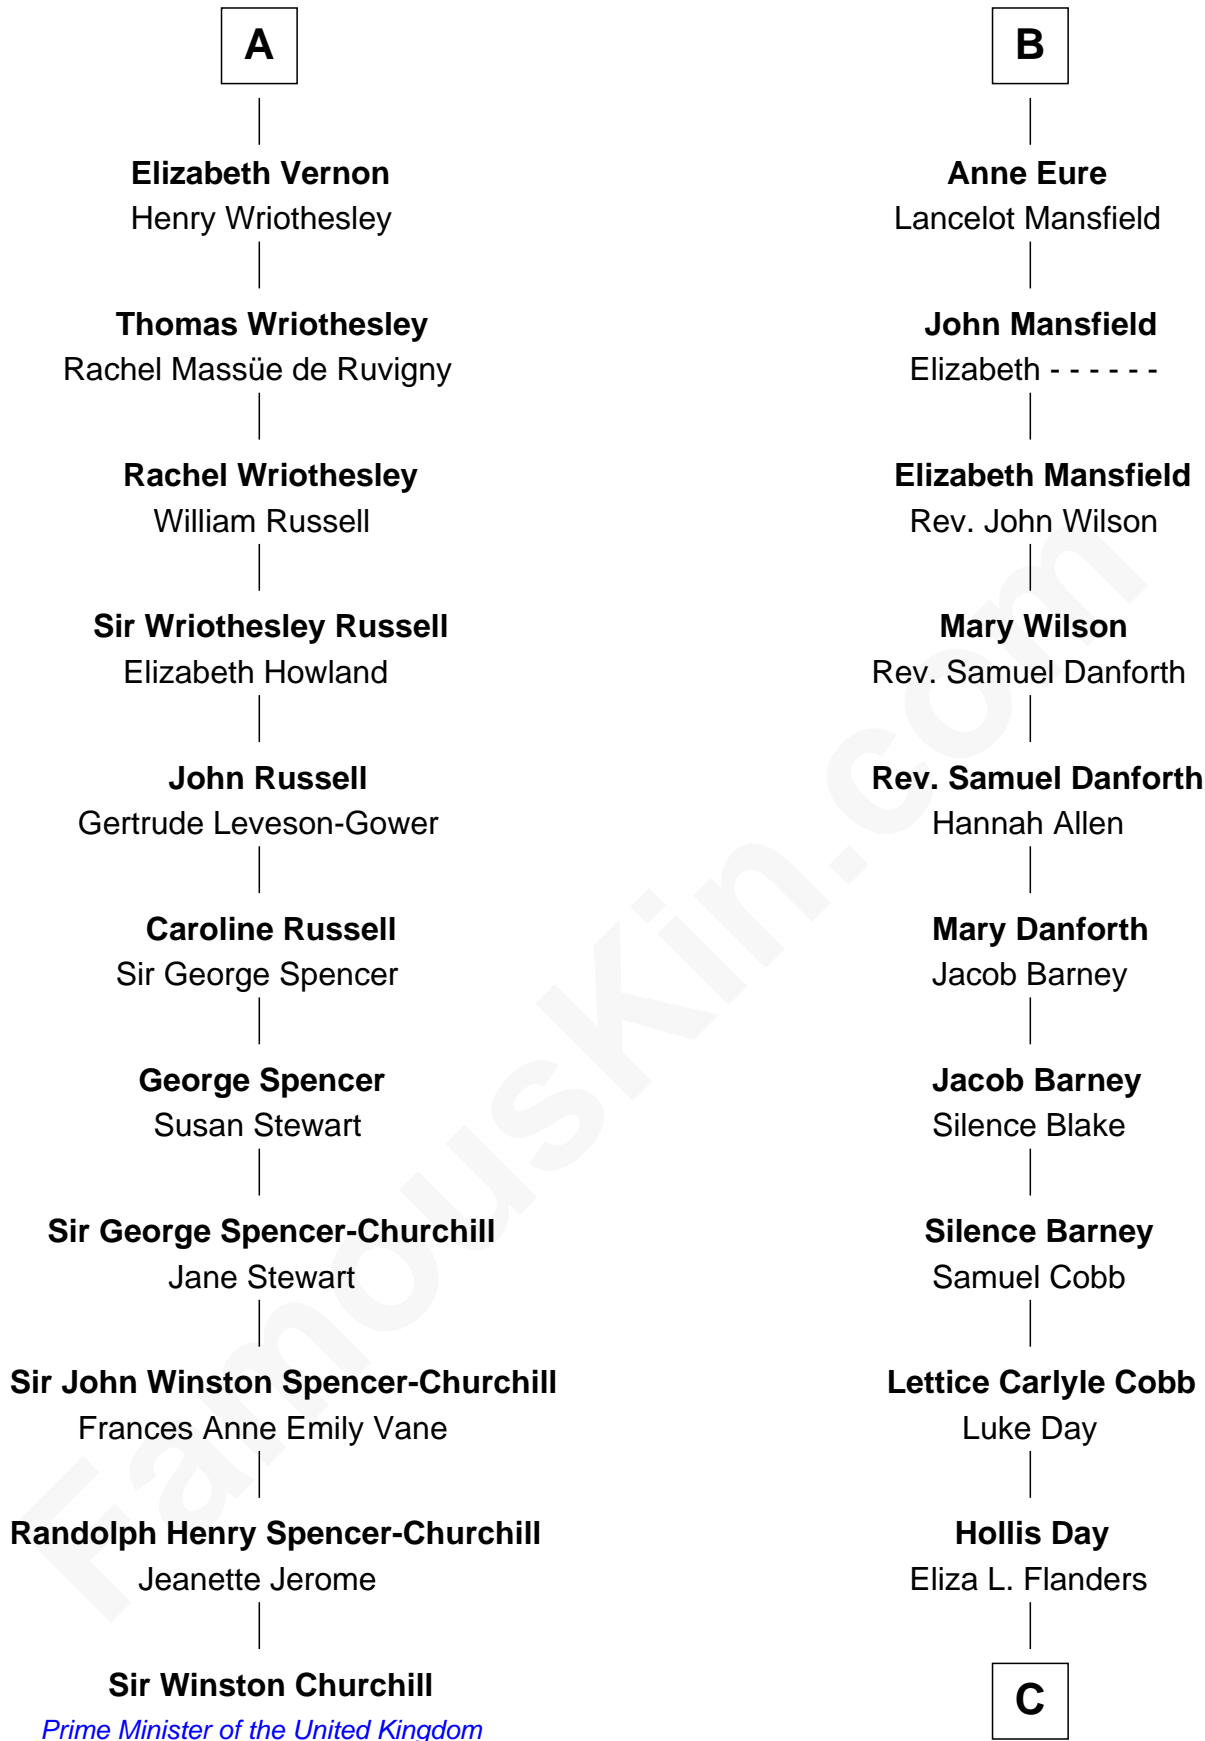 A
Elizabeth Vernon
Henry Wriothesley
Thomas Wriothesley
Rachel Massüe de Ruvigny
Rachel Wriothesley
William Russell
Sir Wriothesley Russell
Elizabeth Howland
John Russell
Gertrude Leveson-Gower
Caroline Russell
Sir George Spencer
George Spencer
Susan Stewart
Sir George Spencer-Churchill
Jane Stewart
Sir John Winston Spencer-Churchill
Frances Anne Emily Vane
Randolph Henry Spencer-Churchill
Jeanette Jerome
Sir Winston Churchill
Prime Minister of the United Kingdom
B
Anne Eure
Lancelot Mansfield
John Mansfield
Elizabeth - - - - - -
Elizabeth Mansfield
Rev. John Wilson
Mary Wilson
Rev. Samuel Danforth
Rev. Samuel Danforth
Hannah Allen
Mary Danforth
Jacob Barney
Jacob Barney
Silence Blake
Silence Barney
Samuel Cobb
Lettice Carlyle Cobb
Luke Day
Hollis Day
Eliza L. Flanders
C
FamousKin.com